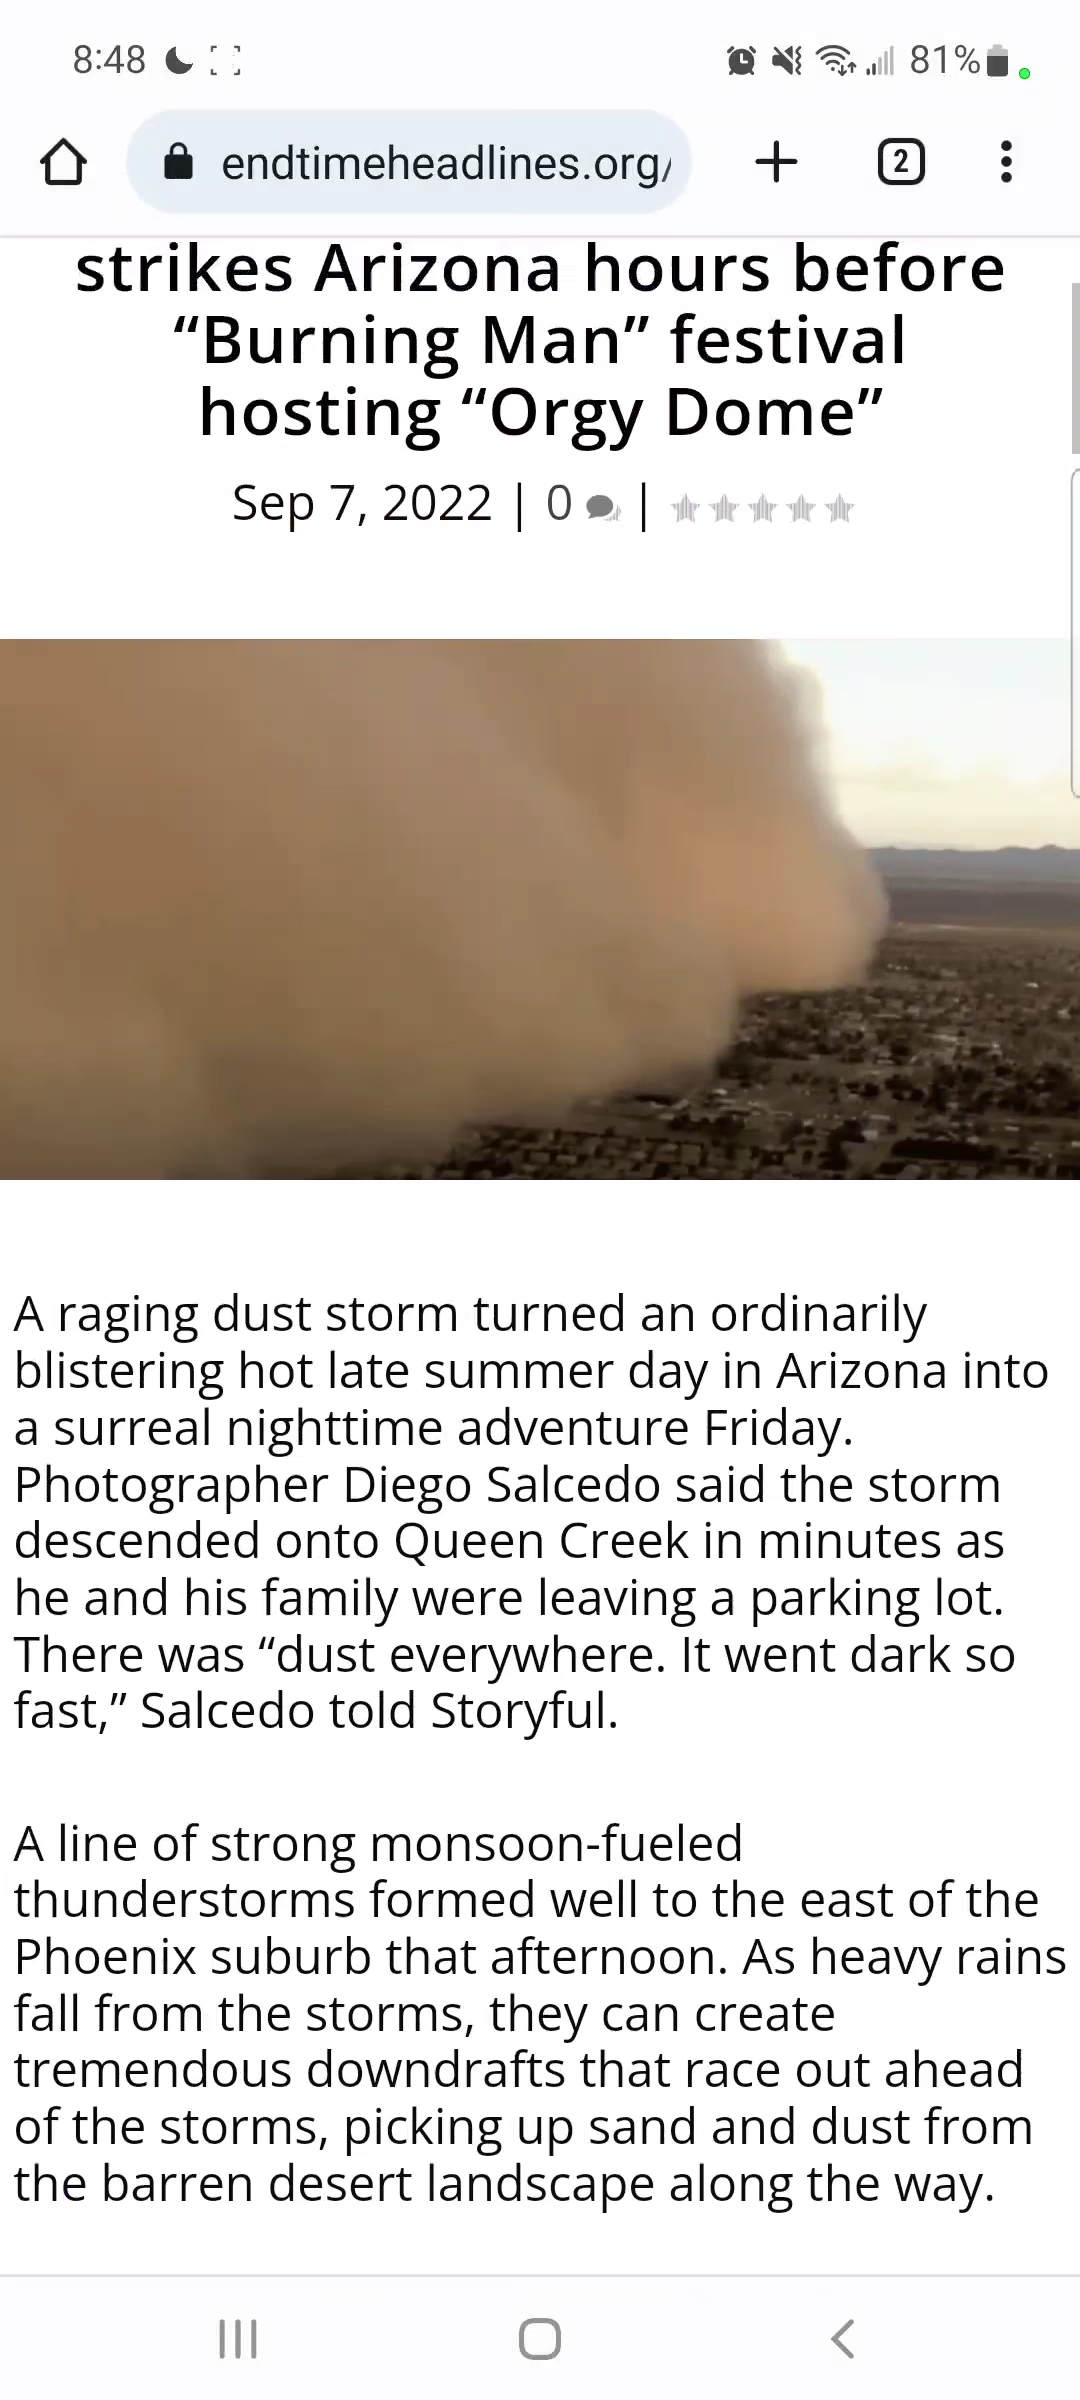 8:48
81%
endtimeheadlines.org/
2
strikes Arizona hours before
“Burning Man” festival
hosting “Orgy Dome”
Sep 7, 2022 | 0 |
A raging dust storm turned an ordinarily
blistering hot late summer day in Arizona into
a surreal nighttime adventure Friday.
Photographer Diego Salcedo said the storm
descended onto Queen Creek in minutes as
he and his family were leaving a parking lot.
There was “dust everywhere. It went dark so
fast,” Salcedo told Storyful.
A line of strong monsoon-fueled
thunderstorms formed well to the east of the
Phoenix suburb that afternoon. As heavy rains
fall from the storms, they can create
tremendous downdrafts that race out ahead
of the storms, picking up sand and dust from
the barren desert landscape along the way.